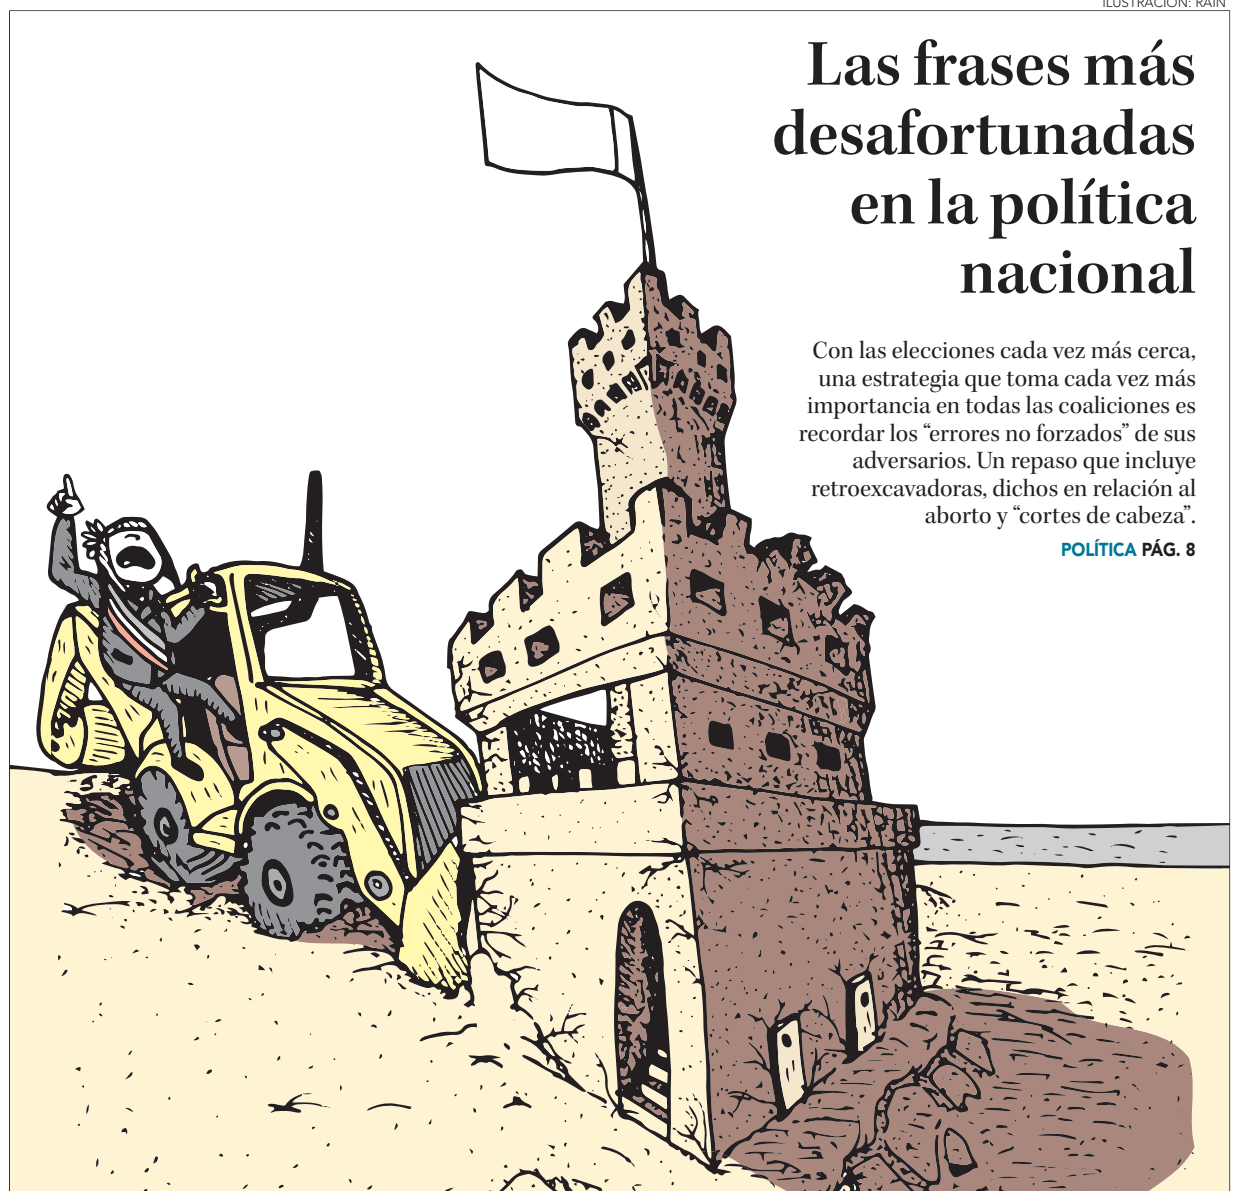 ILUSTRACIÓN: RAIN
Las frases más
desafortunadas
en la política
nacional
Con las elecciones cada vez más cerca,
una estrategia que toma cada vez más
importancia en todas las coaliciones es
recordar los “errores no forzados” de sus
adversarios. Un repaso que incluye
retroexcavadoras, dichos en relación al
aborto y “cortes de cabeza”.
POLÍTICA PÁG. 8